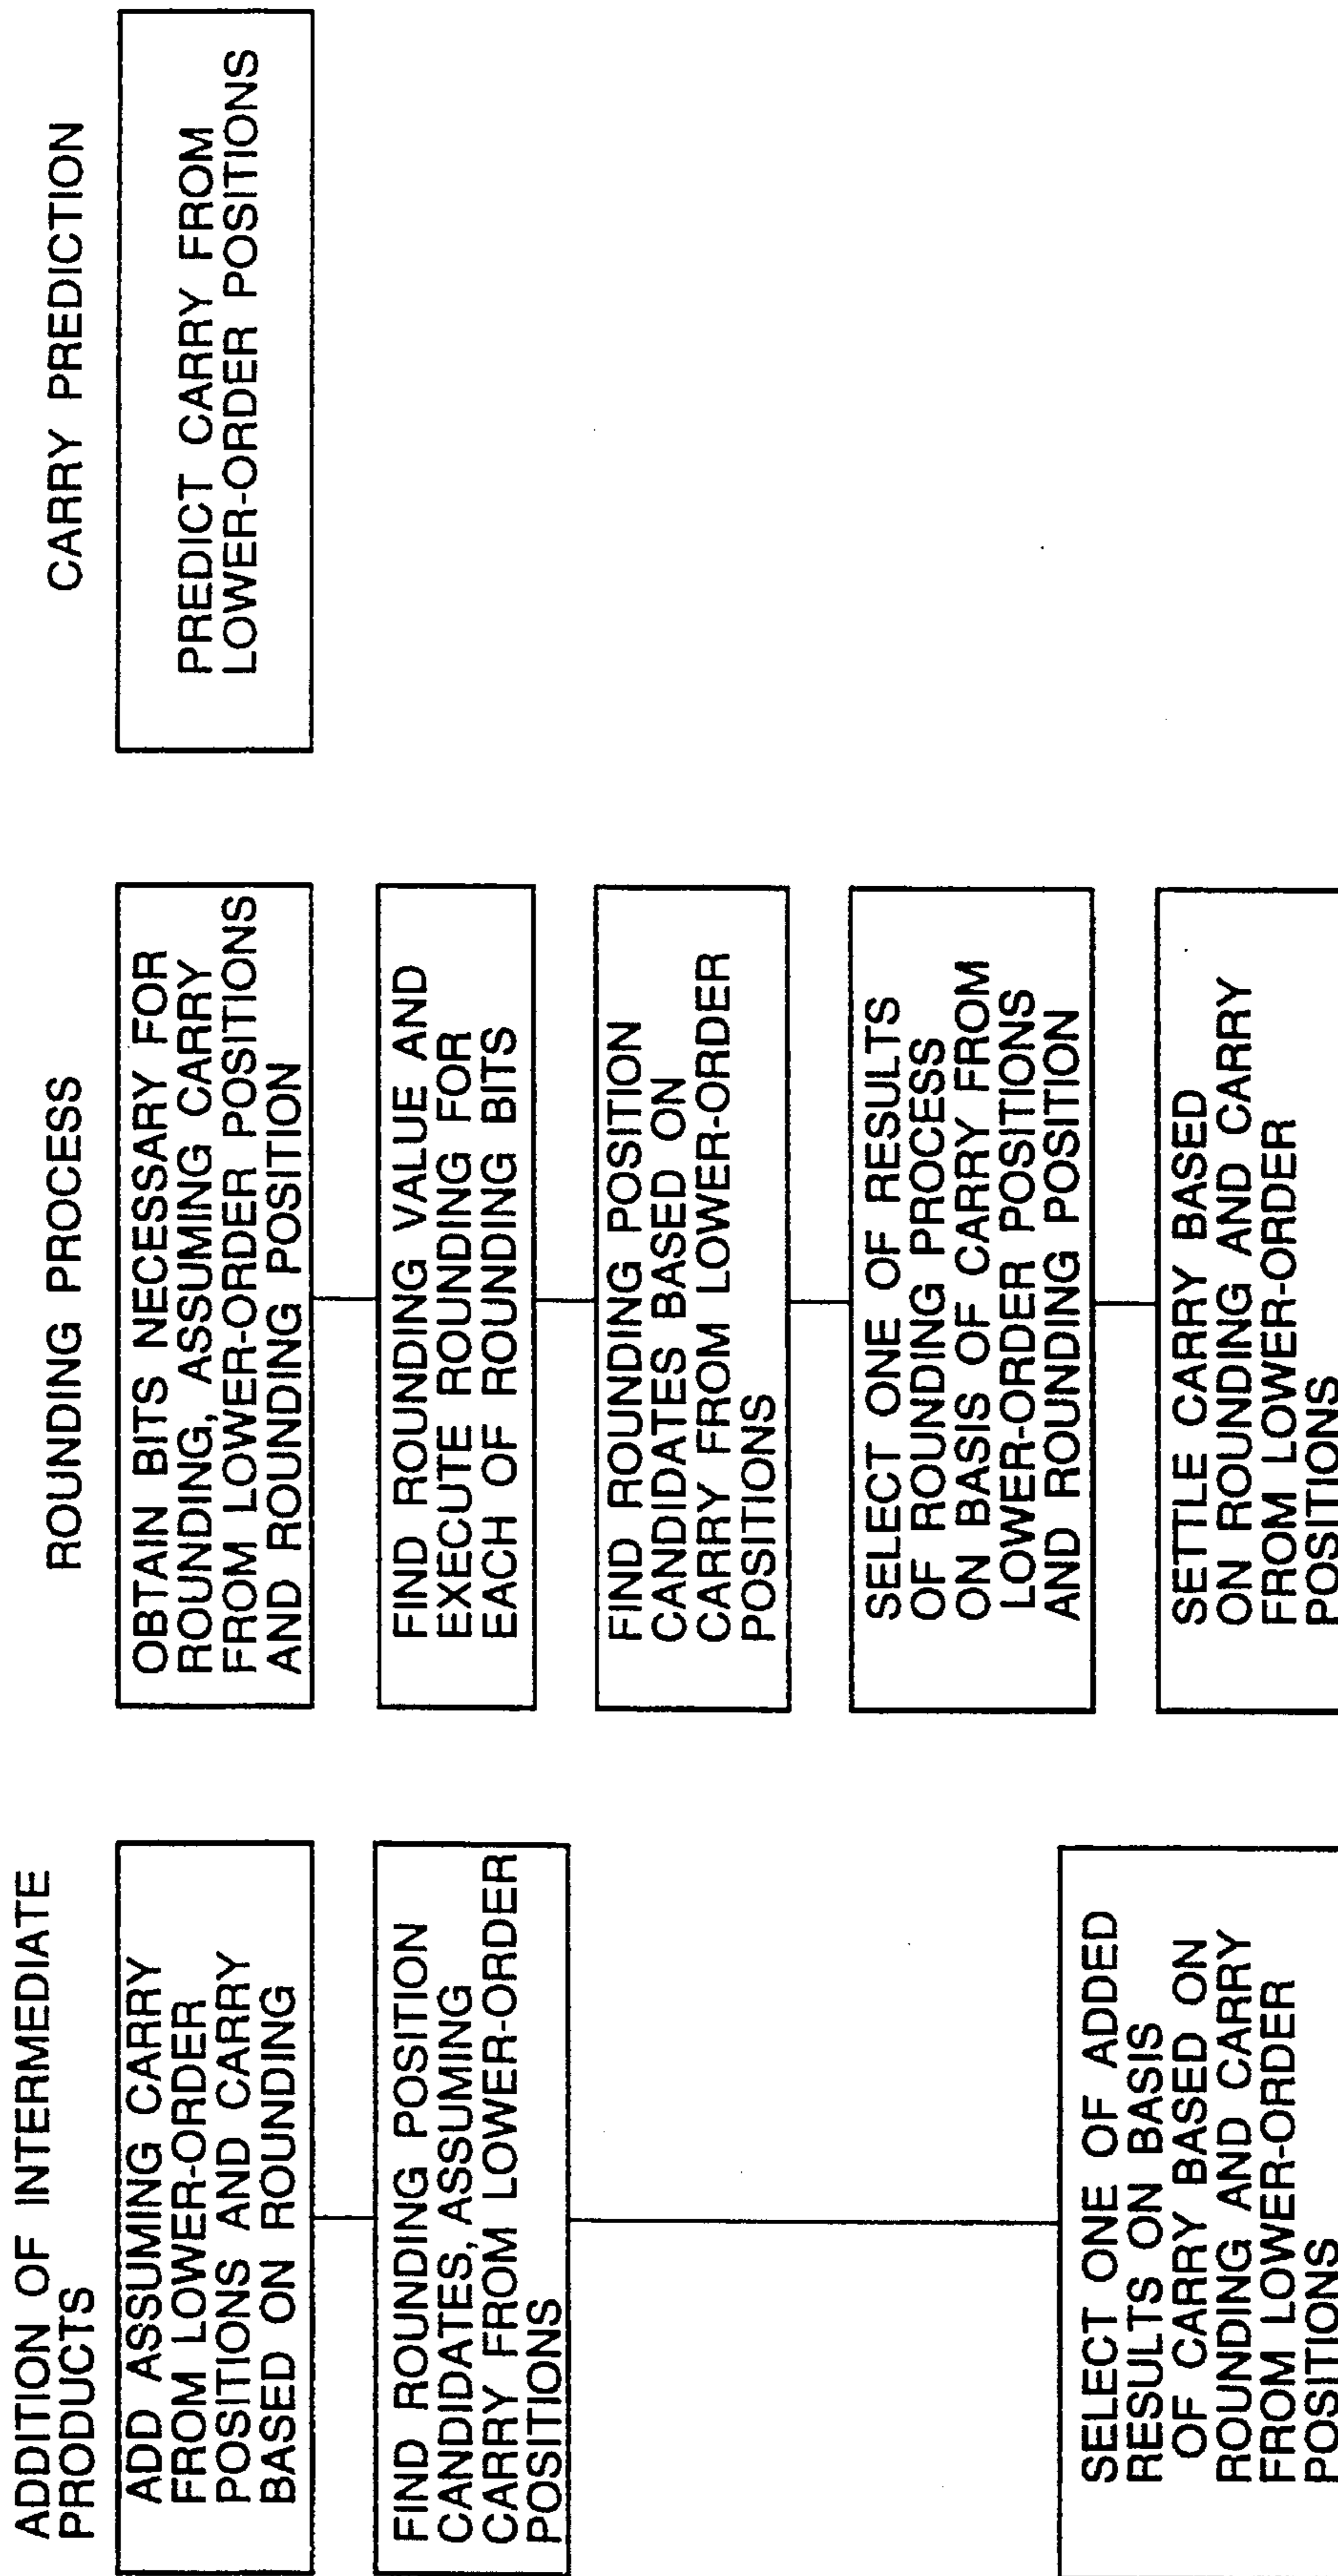 ADDITION OF INTERMEDIATE
PRODUCTS
ADD ASSUMING CARRY
FROM LOWER-ORDER
POSITIONS AND CARRY
BASED ON ROUNDING
FIND ROUNDING POSITION
CANDIDATES, ASSUMING
CARRY FROM LOWER-ORDER
POSITIONS
SELECT ONE OF ADDED
RESULTS ON BASIS
OF CARRY BASED ON
ROUNDING AND CARRY
FROM LOWER-ORDER
POSITIONS
ROUNDING PROCESS
OBTAIN BITS NECESSARY FOR
ROUNDING, ASSUMING CARRY
FROM LOWER-ORDER POSITIONS
AND ROUNDING POSITION
FIND ROUNDING VALUE AND
EXECUTE ROUNDING FOR
EACH OF ROUNDING BITS
FIND ROUNDING POSITION
CANDIDATES BASED ON
CARRY FROM LOWER-ORDER
POSITIONS
SELECT ONE OF RESULTS
OF ROUNDING PROCESS
ON BASIS OF CARRY FROM
LOWER-ORDER POSITIONS
AND ROUNDING POSITION
SETTLE CARRY BASED
ON ROUNDING AND CARRY
FROM LOWER-ORDER
POSITIONS
CARRY PREDICTION
PREDICT CARRY FROM
LOWER-ORDER POSITIONS